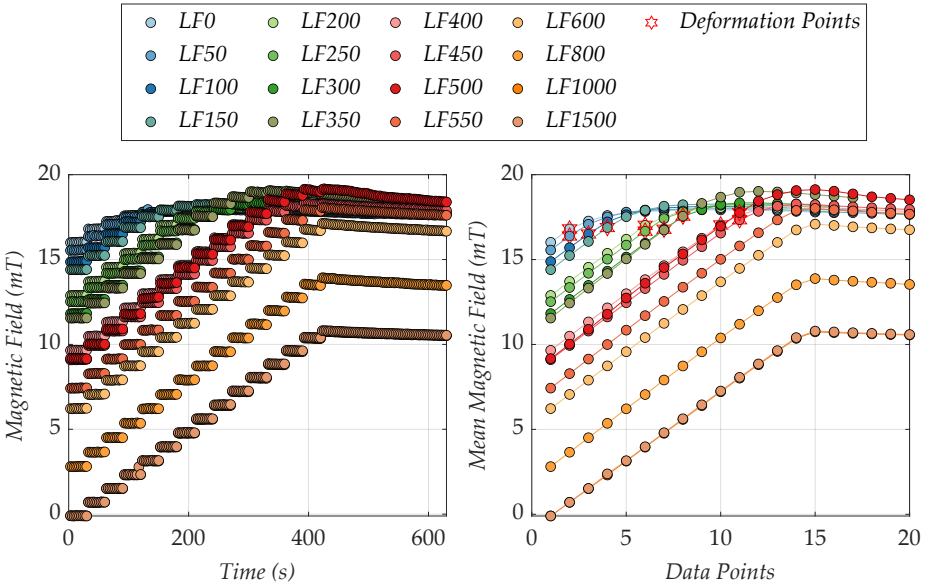 LF0 LF200 LF400 LF600 Deformation Points
LF50 LF250 LF450 LF800
LF100 LF300 LF500 LF1000
LF150 LF350 LF550 LF1500
20
15
10
5
0
0 200 400 600
Magnetic Field (mT)
Time (s)
20
15
10
5
0
0 5 10 15 20
Mean Magnetic Field (mT)
Data Points